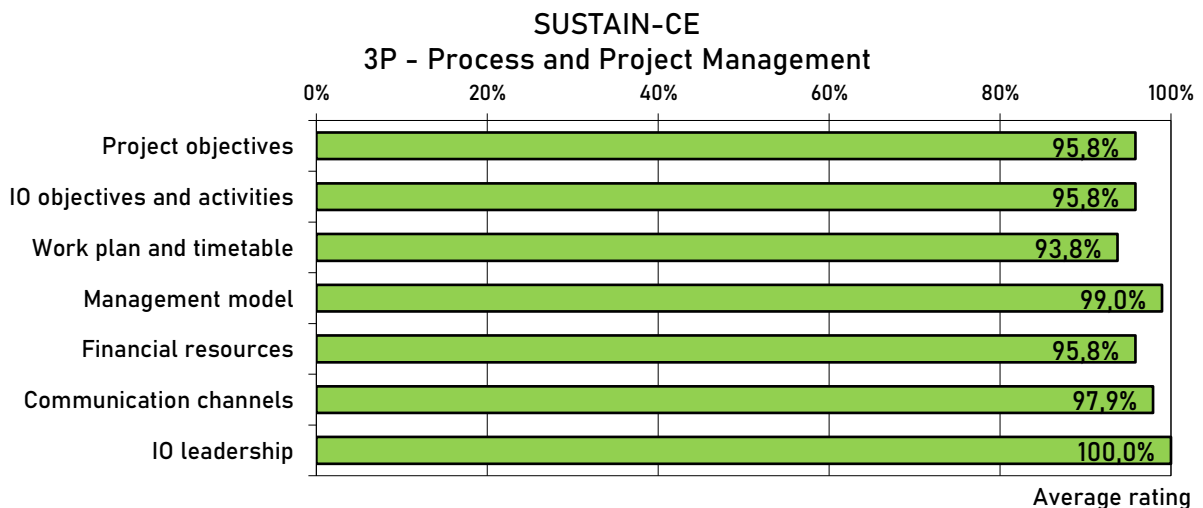 SUSTAIN-CE
3P - Process and Project Management
0% 20% 40% 60% 80% 100%
Project objectives 95,8%
IO objectives and activities 95,8%
Work plan and timetable 93,8%
Management model 99,0%
Financial resources 95,8%
Communication channels 97,9%
IO leadership 100,0%
Average rating